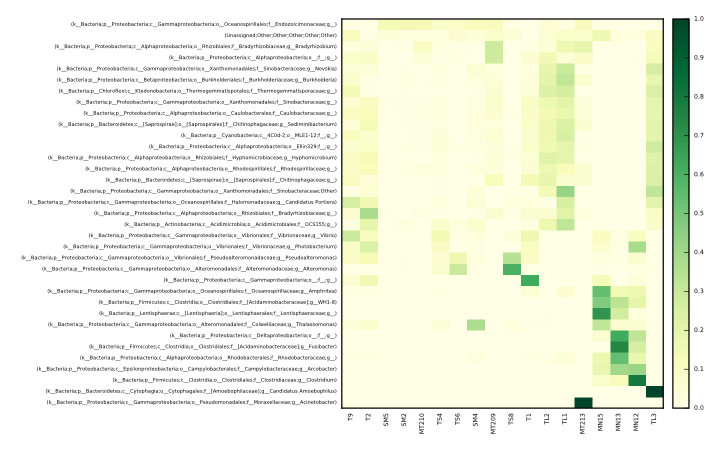 (k__Bacteria;p__Proteobacteria;c__Gammaproteobacteria;o__Oceanospirillales;f__Endozoicimonaceae;g__)
(Unassigned;Other;Other;Other;Other;Other)
(k__Bacteria;p__Proteobacteria;c__Alphaproteobacteria;o__Rhizobiales;f__Bradyrhizobiaceae;g__Bradyrhizobium)
(k__Bacteria;p__Proteobacteria;c__Alphaproteobacteria;o__;f__;g__)
(k__Bacteria;p__Proteobacteria;c__Gammaproteobacteria;o__Xanthomonadales;f__Sinobacteraceae;g__Nevskia)
(k__Bacteria;p__Proteobacteria;c__Betaproteobacteria;o__Burkholderiales;f__Burkholderiaceae;g__Burkholderia)
(k__Bacteria;p__Chloroflexi;c__Ktedonobacteria;o__Thermogemmatisporales;f__Thermogemmatisporaceae;g__)
(k__Bacteria;p__Proteobacteria;c__Gammaproteobacteria;o__Xanthomonadales;f__Sinobacteraceae;g__)
(k__Bacteria;p__Proteobacteria;c__Alphaproteobacteria;o__Caulobacterales;f__Caulobacteraceae;g__)
(k__Bacteria;p__Bacteroidetes;c__[Saprospirae];o__[Saprospirales];f__Chitinophagaceae;g__Sediminibacterium)
(k__Bacteria;p__Cyanobacteria;c__4C0d-2;o__MLE1-12;f__;g__)
(k__Bacteria;p__Proteobacteria;c__Alphaproteobacteria;o__Ellin329;f__;g__)
(k__Bacteria;p__Proteobacteria;c__Alphaproteobacteria;o__Rhizobiales;f__Hyphomicrobiaceae;g__Hyphomicrobium)
(k__Bacteria;p__Proteobacteria;c__Alphaproteobacteria;o__Rhodospirillales;f__Rhodospirillaceae;g__)
(k__Bacteria;p__Bacteroidetes;c__[Saprospirae];o__[Saprospirales];f__Chitinophagaceae;g__)
(k__Bacteria;p__Proteobacteria;c__Gammaproteobacteria;o__Xanthomonadales;f__Sinobacteraceae;Other)
(k__Bacteria;p__Proteobacteria;c__Gammaproteobacteria;o__Oceanospirillales;f__Halomonadaceae;g__Candidatus Portiera)
(k__Bacteria;p__Proteobacteria;c__Alphaproteobacteria;o__Rhizobiales;f__Bradyrhizobiaceae;g__)
(k__Bacteria;p__Actinobacteria;c__Acidimicrobiia;o__Acidimicrobiales;f__OCS155;g__)
(k__Bacteria;p__Proteobacteria;c__Gammaproteobacteria;o__Vibrionales;f__Vibrionaceae;g__Vibrio)
(k__Bacteria;p__Proteobacteria;c__Gammaproteobacteria;o__Vibrionales;f__Vibrionaceae;g__Photobacterium)
(k__Bacteria;p__Proteobacteria;c__Gammaproteobacteria;o__Vibrionales;f__Pseudoalteromonadaceae;g__Pseudoalteromonas)
(k__Bacteria;p__Proteobacteria;c__Gammaproteobacteria;o__Alteromonadales;f__Alteromonadaceae;g__Alteromonas)
(k__Bacteria;p__Proteobacteria;c__Gammaproteobacteria;o__;f__;g__)
(k__Bacteria;p__Proteobacteria;c__Gammaproteobacteria;o__Oceanospirillales;f__Oceanospirillaceae;g__Amphritea)
(k__Bacteria;p__Firmicutes;c__Clostridia;o__Clostridiales;f__[Acidaminobacteraceae];g__WH1-8)
(k__Bacteria;p__Lentisphaerae;c__[Lentisphaeria];o__Lentisphaerales;f__Lentisphaeraceae;g__)
(k__Bacteria;p__Proteobacteria;c__Gammaproteobacteria;o__Alteromonadales;f__Colwelliaceae;g__Thalassomonas)
(k__Bacteria;p__Proteobacteria;c__Deltaproteobacteria;o__;f__;g__)
(k__Bacteria;p__Firmicutes;c__Clostridia;o__Clostridiales;f__[Acidaminobacteraceae];g__Fusibacter)
(k__Bacteria;p__Proteobacteria;c__Alphaproteobacteria;o__Rhodobacterales;f__Rhodobacteraceae;g__)
(k__Bacteria;p__Proteobacteria;c__Epsilonproteobacteria;o__Campylobacterales;f__Campylobacteraceae;g__Arcobacter)
(k__Bacteria;p__Firmicutes;c__Clostridia;o__Clostridiales;f__Clostridiaceae;g__Clostridium)
(k__Bacteria;p__Bacteroidetes;c__Cytophagia;o__Cytophagales;f__[Amoebophilaceae];g__Candidatus Amoebophilus)
(k__Bacteria;p__Proteobacteria;c__Gammaproteobacteria;o__Pseudomonadales;f__Moraxellaceae;g__Acinetobacter)
T9
T2
SM5
SM2
MT210
TS4
TS6
SM4
MT209
TS8
T1
TL2
TL1
MT213
MN15
MN13
MN12
TL3
1.0
0.9
0.8
0.7
0.6
0.5
0.4
0.3
0.2
0.1
0.0